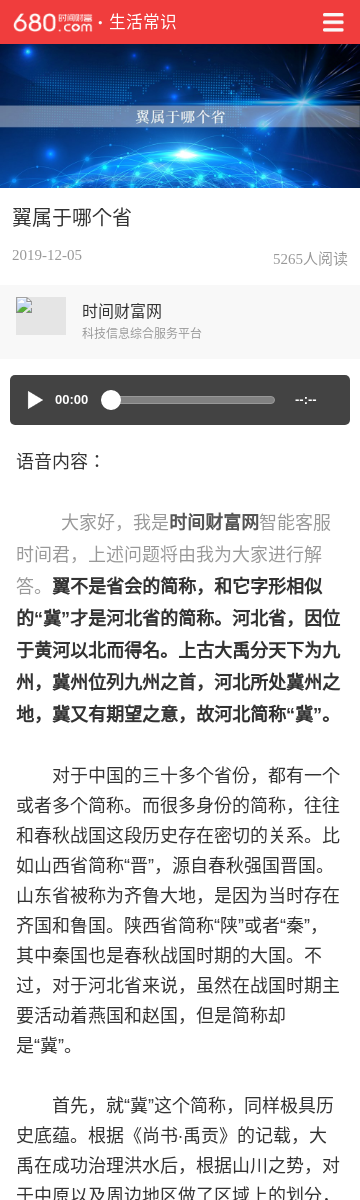 680 时间财富 .com · 生活常识
翼属于哪个省
翼属于哪个省
2019-12-05
5265人阅读
时间财富网
科技信息综合服务平台
00:00
--:--
语音内容：
大家好，我是时间财富网智能客服
时间君，上述问题将由我为大家进行解
答。翼不是省会的简称，和它字形相似
的“冀”才是河北省的简称。河北省，因位
于黄河以北而得名。上古大禹分天下为九
州，冀州位列九州之首，河北所处冀州之
地，冀又有期望之意，故河北简称“冀”。
对于中国的三十多个省份，都有一个
或者多个简称。而很多身份的简称，往往
和春秋战国这段历史存在密切的关系。比
如山西省简称“晋”，源自春秋强国晋国。
山东省被称为齐鲁大地，是因为当时存在
齐国和鲁国。陕西省简称“陕”或者“秦”，
其中秦国也是春秋战国时期的大国。不
过，对于河北省来说，虽然在战国时期主
要活动着燕国和赵国，但是简称却
是“冀”。
首先，就“冀”这个简称，同样极具历
史底蕴。根据《尚书·禹贡》的记载，大
禹在成功治理洪水后，根据山川之势，对
于中原以及周边地区做了区域上的划分，